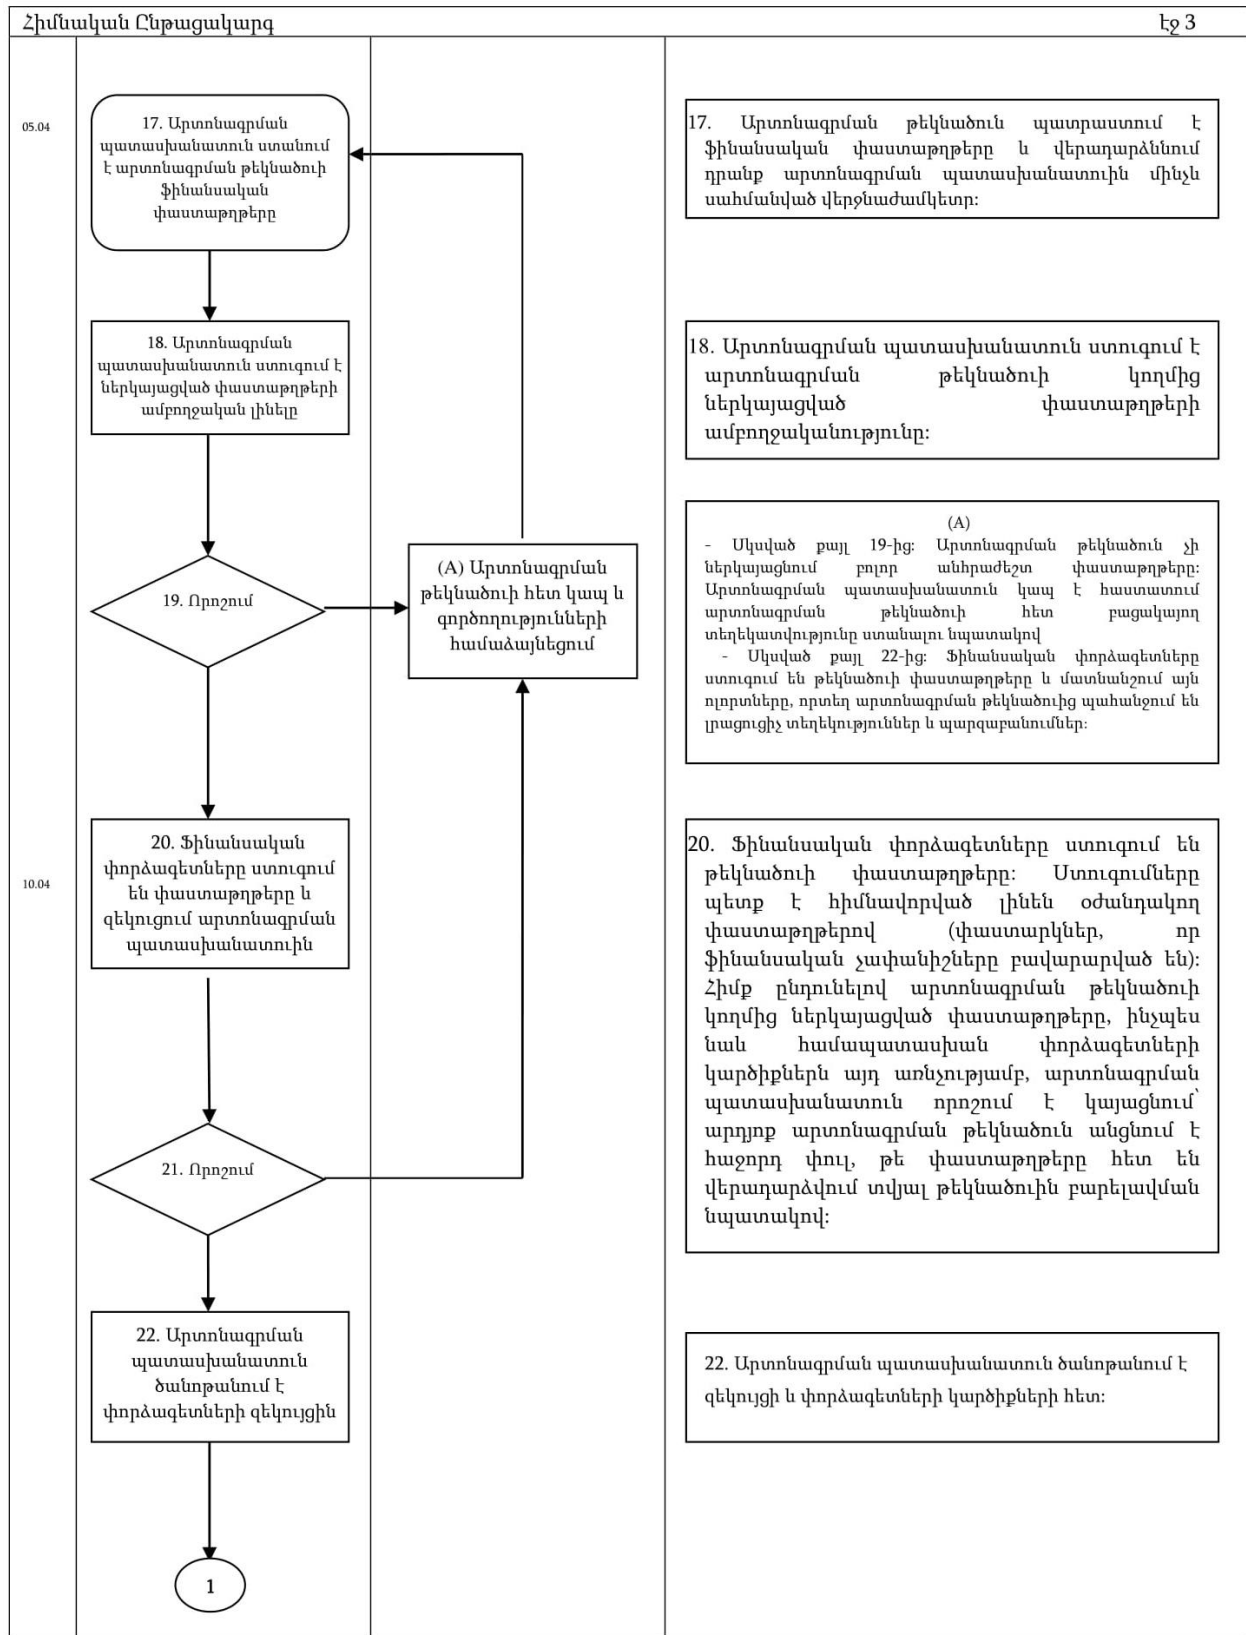 Հիմնական Ընթացակարգ
էջ 3
05.04
17. Արտոնագրման
պատասխանատուն ստանում
է արտոնագրման թեկնածուի
ֆինանսական
փաստաթղթերը
17. Արտոնագրման թեկնածուն պատրաստում է
ֆինանսական փաստաթղթերը և վերադարձննում
դրանք արտոնագրման պատասխանատուին մինչև
սահմանված վերջնաժամկետր:
18. Արտոնագրման
պատասխանատուն ստուգում է
ներկայացված փաստաթղթերի
ամբողջական լինելը
18. Արտոնագրման պատասխանատուն ստուգում է
արտոնագրման թեկնածուի կողմից
ներկայացված փաստաթղթերի
ամբողջականությունը:
19. Որոշում
(A) Արտոնագրման
թեկնածուի հետ կապ և
գործողությունների
համաձայնեցում
(A)
- Սկսված քայլ 19-ից: Արտոնագրման թեկնածուն չի
ներկայացնում բոլոր անհրաժեշտ փաստաթղթերը:
Արտոնագրման պատասխանատուն կապ է հաստատում
արտոնագրման թեկնածուի հետ բացակայող
տեղեկատվությունը ստանալու նպատակով
- Սկսված քայլ 22-ից: Ֆինանսական փորձագետները
ստուգում են թեկնածուի փաստաթղթերը և մատնանշում այն
ոլորտները, որտեղ արտոնագրման թեկնածուից պահանջում են
լրացուցիչ տեղեկություններ և պարզաբանումներ:
10.04
20. Ֆինանսական
փորձագետները ստուգում
են փաստաթղթերը և
զեկուցում արտոնագրման
պատասխանատուին
20. Ֆինանսական փորձագետները ստուգում են
թեկնածուի փաստաթղթերը: Ստուգումները
պետք է հիմնավորված լինեն օժանդակող
փաստաթղթերով (փաստարկներ, որ
ֆինանսական չափանիշները բավարարված են):
Հիմք ընդունելով արտոնագրման թեկնածուի
կողմից ներկայացված փաստաթղթերը, ինչպես
նաև համապատասխան փորձագետների
կարծիքներն այդ առնչությամբ, արտոնագրման
պատասխանատուն որոշում է կայացնում՝
արդյոք արտոնագրման թեկնածուն անցնում է
հաջորդ փուլ, թե փաստաթղթերը հետ են
վերադարձվում տվյալ թեկնածուին բարելավման
նպատակով:
21. Որոշում
22. Արտոնագրման
պատասխանատուն
ծանոթանում է
փորձագետների զեկույցին
22. Արտոնագրման պատասխանատուն ծանոթանում է
զեկույցի և փորձագետների կարծիքների հետ:
1